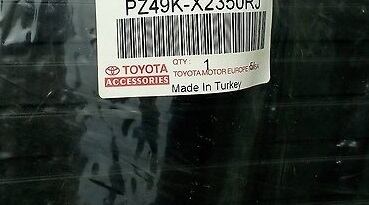 PZ49K-X2350RJ
TOYOTA
ACCESSORIES
QTY : 1
TOYOTA MOTOR EUROPE
Made In Turkey